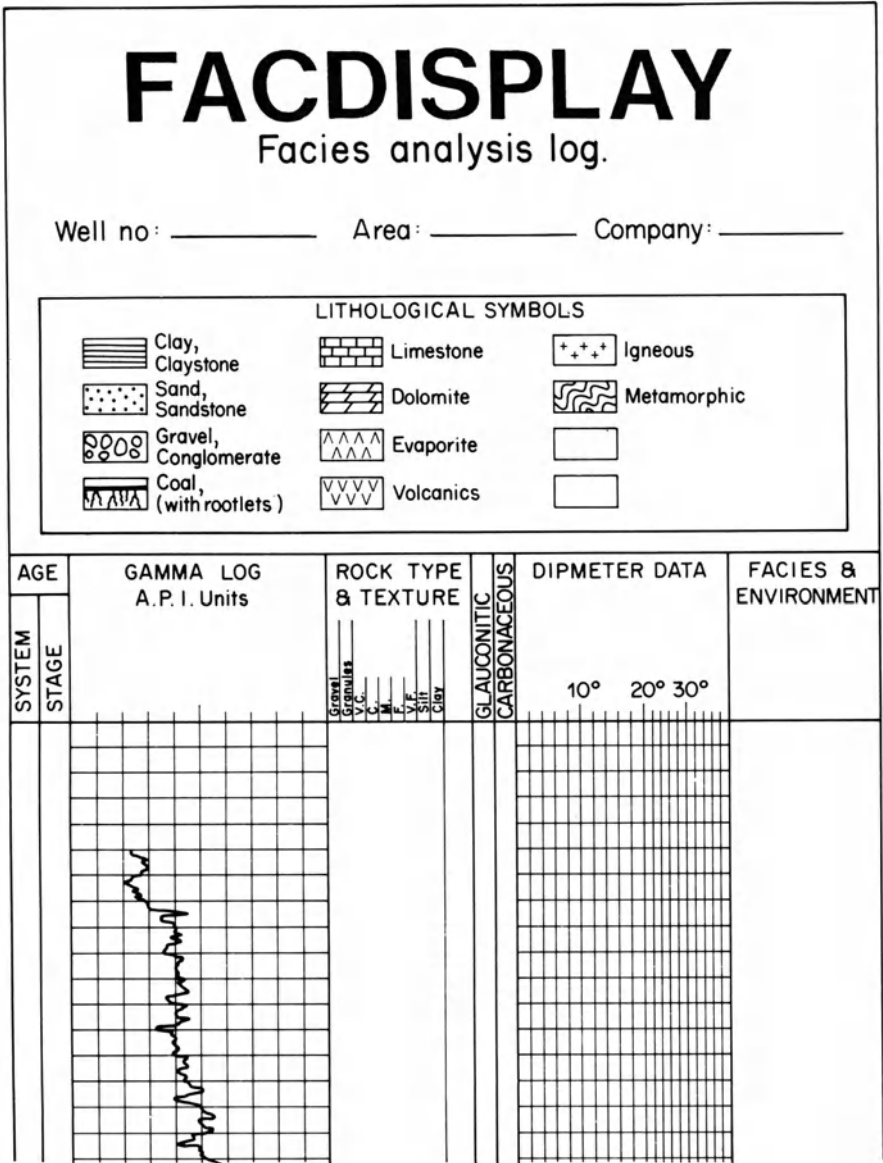 FACDISPLAY
Facies analysis log.
Well no: Area: Company:
LITHOLOGICAL SYMBOLS
Clay,
Claystone
Sand,
Sandstone
Gravel,
Conglomerate
Coal,
(with rootlets)
Limestone
Dolomite
Evaporite
Volcanics
Igneous
Metamorphic
AGE
SYSTEM
STAGE
GAMMA LOG
A.P.I. Units
ROCK TYPE
& TEXTURE
Gravel
Granules
V.C.
C.
M.
F.
V.F.
Silt
Clay
GLAUCONITIC
CARBONACEOUS
DIPMETER DATA
10° 20° 30°
FACIES &
ENVIRONMENT